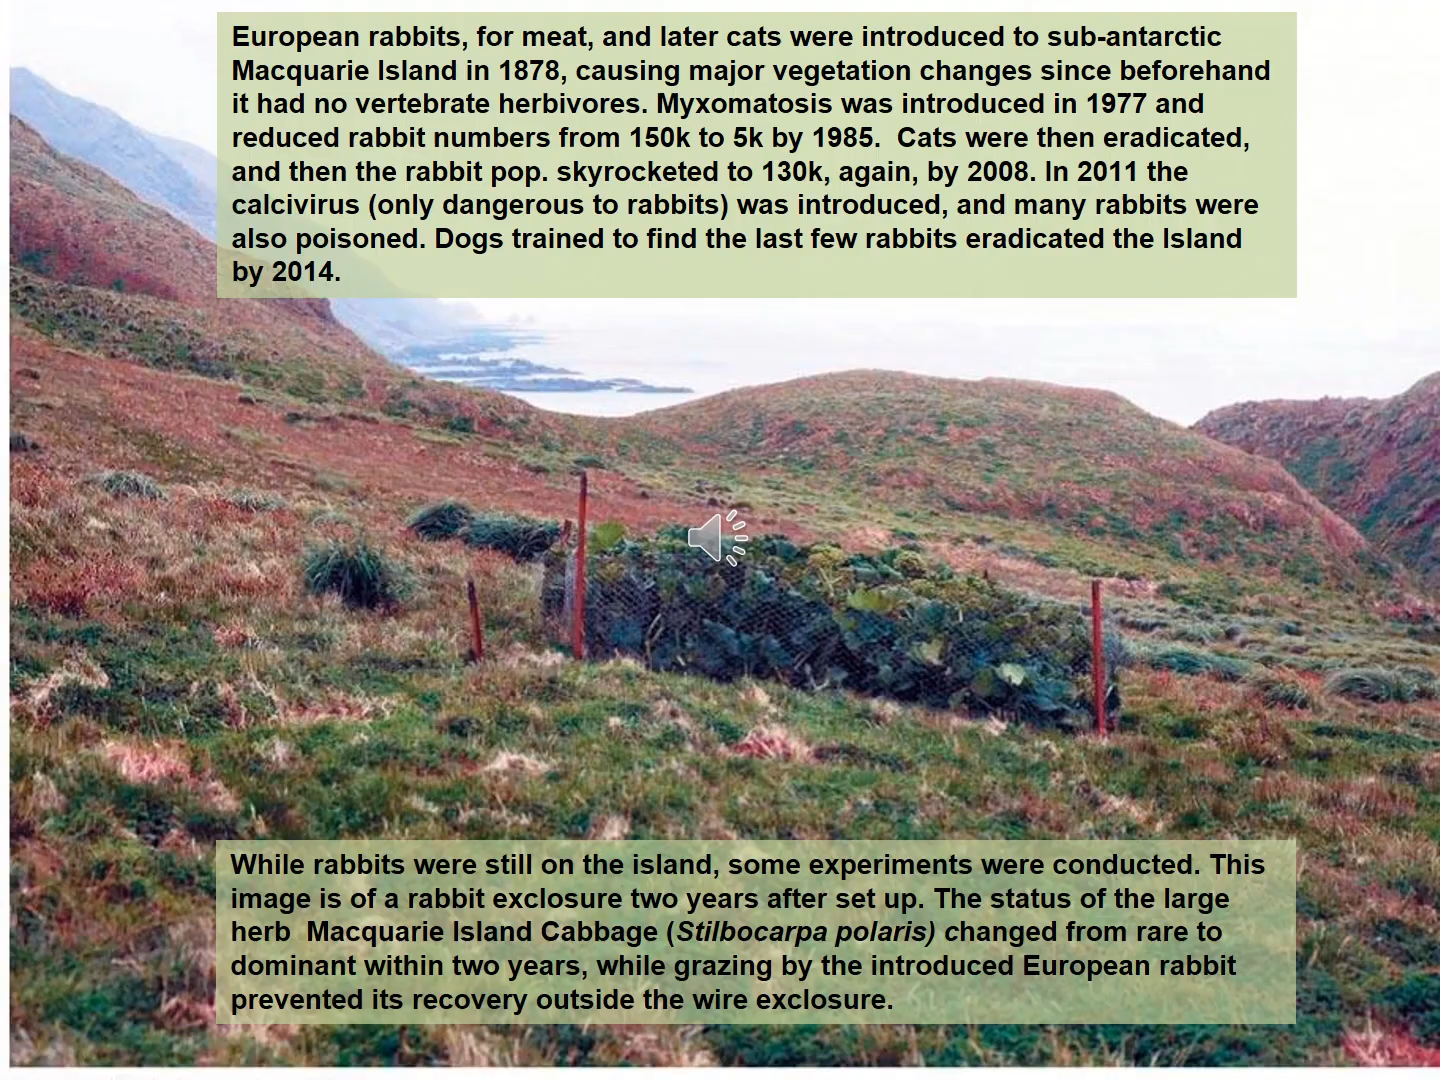 European rabbits, for meat, and later cats were introduced to sub-antarctic
Macquarie Island in 1878, causing major vegetation changes since beforehand
it had no vertebrate herbivores. Myxomatosis was introduced in 1977 and
reduced rabbit numbers from 150k to 5k by 1985.  Cats were then eradicated,
and then the rabbit pop. skyrocketed to 130k, again, by 2008. In 2011 the
calcivirus (only dangerous to rabbits) was introduced, and many rabbits were
also poisoned. Dogs trained to find the last few rabbits eradicated the Island
by 2014.
While rabbits were still on the island, some experiments were conducted. This
image is of a rabbit exclosure two years after set up. The status of the large
herb  Macquarie Island Cabbage (Stilbocarpa polaris) changed from rare to
dominant within two years, while grazing by the introduced European rabbit
prevented its recovery outside the wire exclosure.